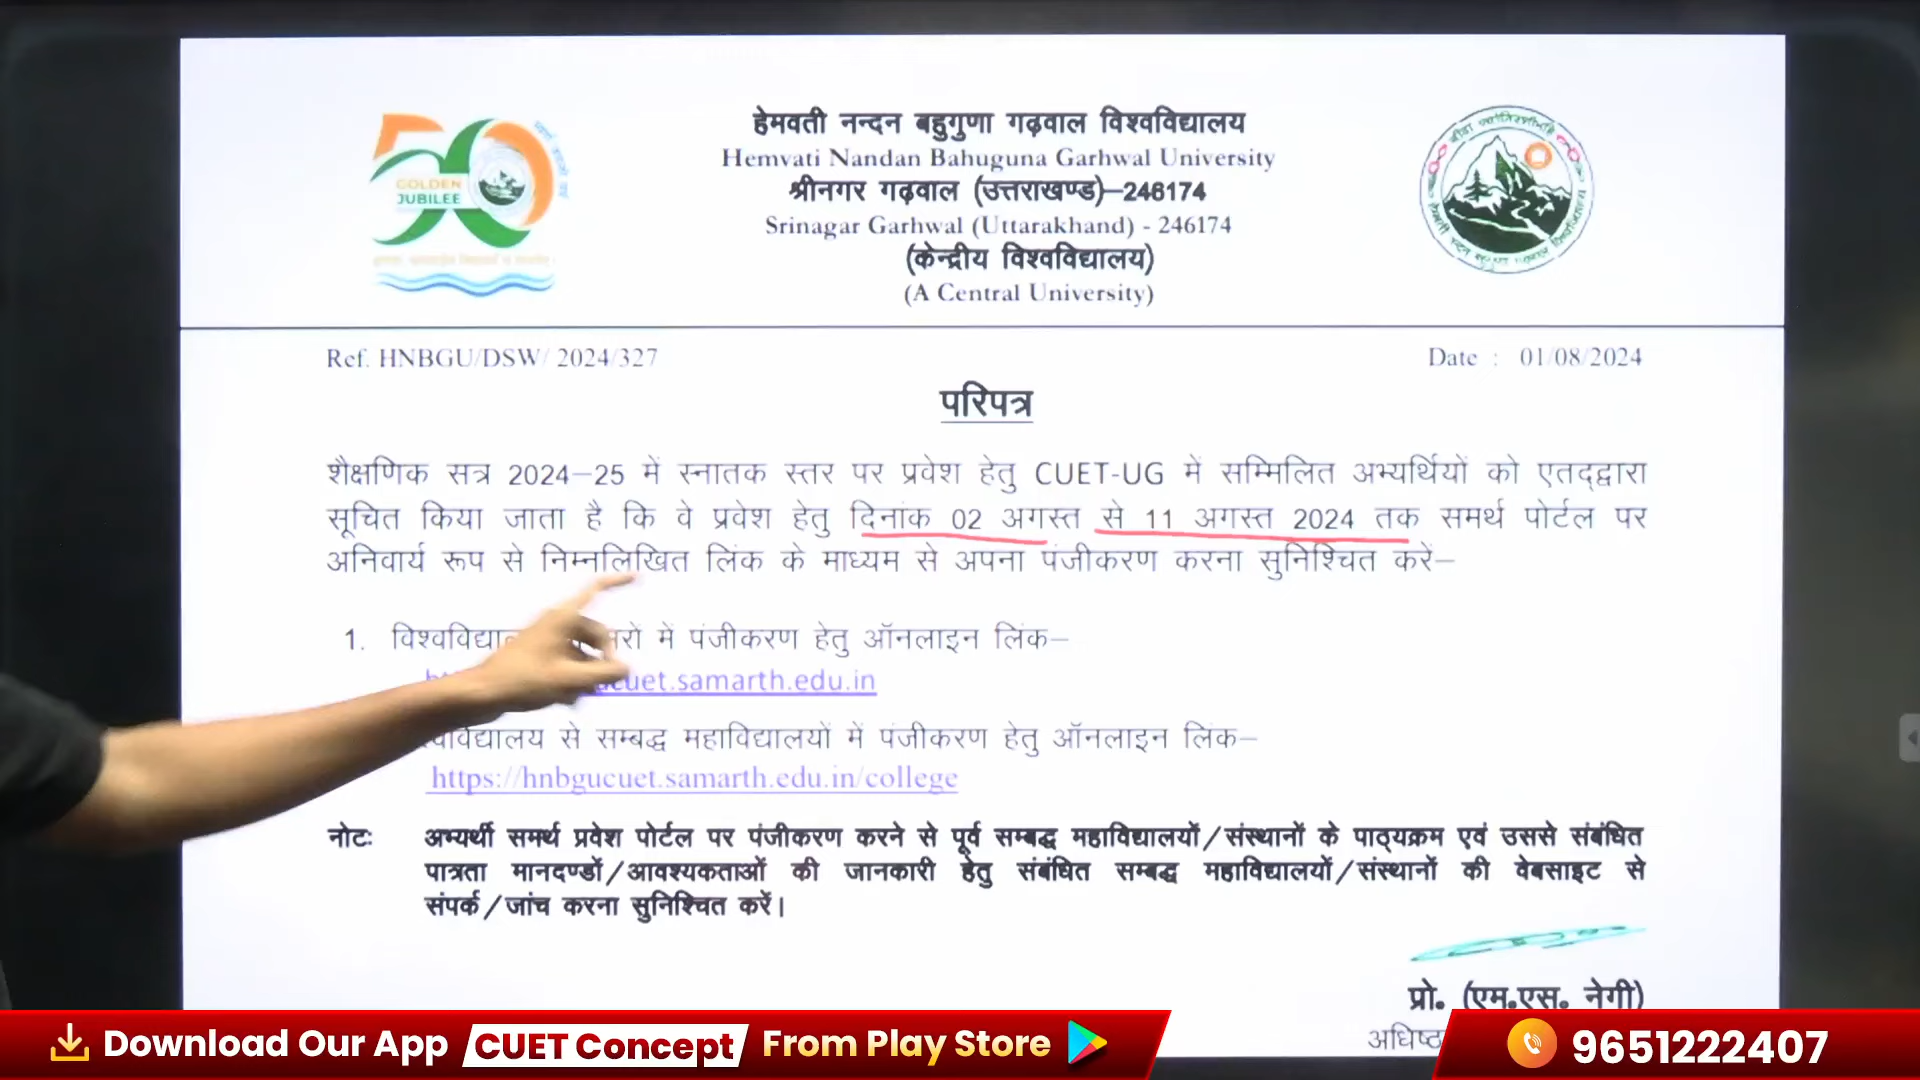 हेमवती नन्दन बहुगुणा गढ़वाल विश्वविद्यालय
Hemvati Nandan Bahuguna Garhwal University
श्रीनगर गढ़वाल (उत्तराखण्ड)–246174
Srinagar Garhwal (Uttarakhand) - 246174
(केन्द्रीय विश्वविद्यालय)
(A Central University)
GOLDEN
JUBILEE
Ref. HNBGU/DSW/ 2024/327
Date : 01/08/2024
परिपत्र
शैक्षणिक सत्र 2024–25 में स्नातक स्तर पर प्रवेश हेतु CUET-UG में सम्मिलित अभ्यर्थियों को एतद्द्वारा
सूचित किया जाता है कि वे प्रवेश हेतु दिनांक 02 अगस्त से 11 अगस्त 2024 तक समर्थ पोर्टल पर
अनिवार्य रूप से निम्नलिखित लिंक के माध्यम से अपना पंजीकरण करना सुनिश्चित करें–
1. में पंजीकरण हेतु ऑनलाइन लिंक–
cuet.samarth.edu.in
से सम्बद्ध महाविद्यालयों में पंजीकरण हेतु ऑनलाइन लिंक–
https://hnbgucuet.samarth.edu.in/college
नोटः अभ्यर्थी समर्थ प्रवेश पोर्टल पर पंजीकरण करने से पूर्व सम्बद्ध महाविद्यालयों/संस्थानों के पाठ्यक्रम एवं उससे संबंधित
पात्रता मानदण्डों/आवश्यकताओं की जानकारी हेतु संबंधित सम्बद्ध महाविद्यालयों/संस्थानों की वेबसाइट से
संपर्क/जांच करना सुनिश्चित करें।
प्रो. (एम.एस. नेगी)
Download Our App CUET Concept From Play Store
9651222407